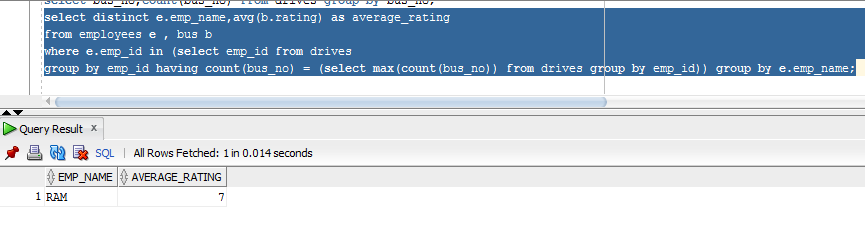 select bus_no,count(bus_no) from drives group by bus_no;
select distinct e.emp_name,avg(b.rating) as average_rating
from employees e , bus b
where e.emp_id in (select emp_id from drives
group by emp_id having count(bus_no) = (select max(count(bus_no)) from drives group by emp_id)) group by e.emp_name;
Query Result x
SQL | All Rows Fetched: 1 in 0.014 seconds
EMP_NAME AVERAGE_RATING
1 RAM 7